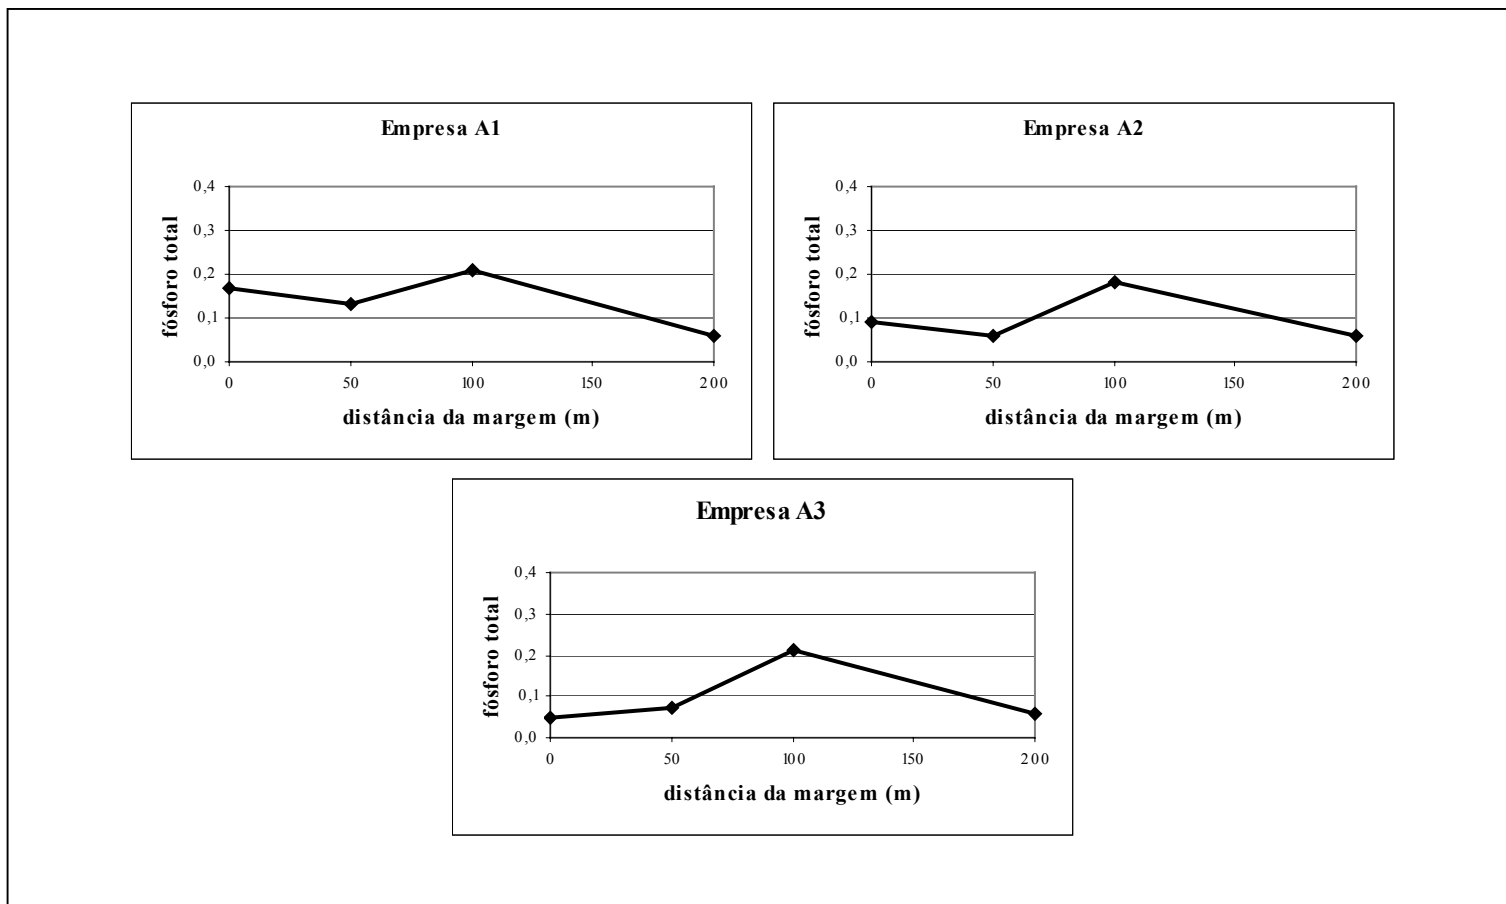 Empresa A1
0,4
0,3
0,2
0,1
0,0
fósforo total
0 50 100 150 200
distância da margem (m)
Empresa A2
0,4
0,3
0,2
0,1
0,0
fósforo total
0 50 100 150 200
distância da margem (m)
Empresa A3
0,4
0,3
0,2
0,1
0,0
fósforo total
0 50 100 150 200
distância da margem (m)